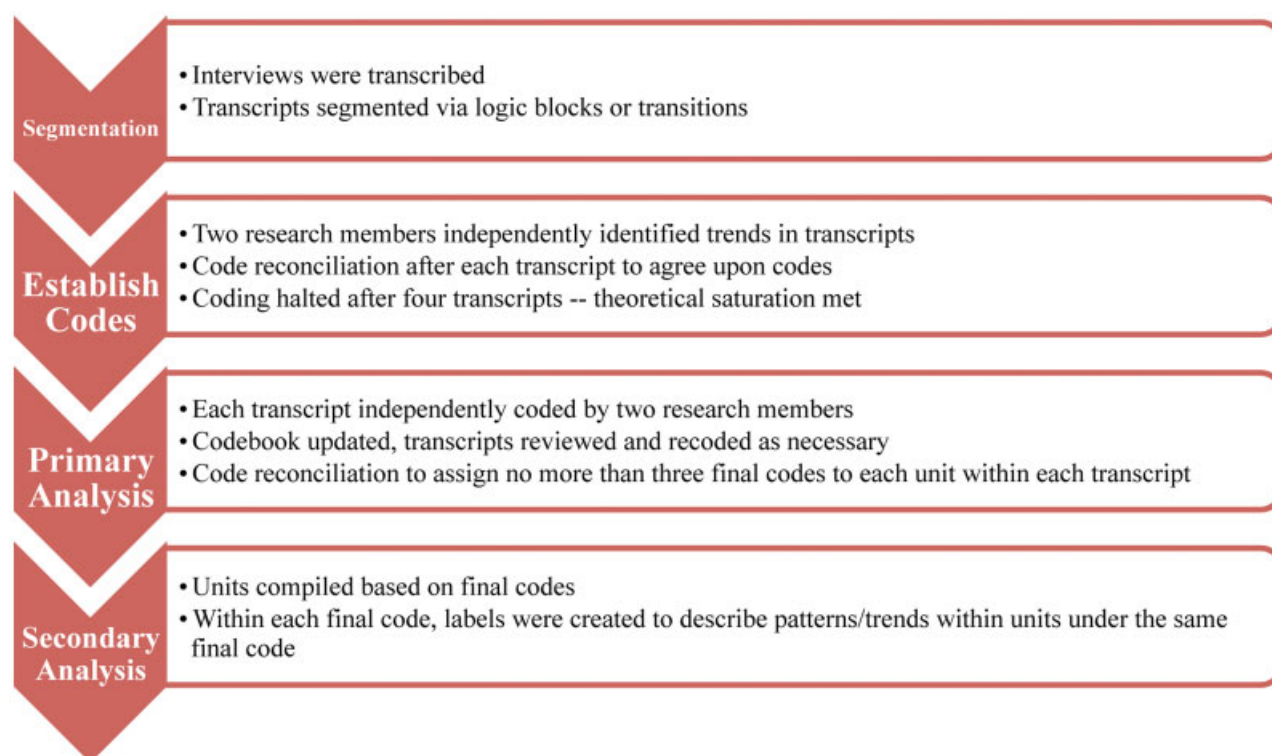 Segmentation
• Interviews were transcribed
• Transcripts segmented via logic blocks or transitions
Establish
Codes
• Two research members independently identified trends in transcripts
• Code reconciliation after each transcript to agree upon codes
• Coding halted after four transcripts -- theoretical saturation met
Primary
Analysis
• Each transcript independently coded by two research members
• Codebook updated, transcripts reviewed and recoded as necessary
• Code reconciliation to assign no more than three final codes to each unit within each transcript
Secondary
Analysis
• Units compiled based on final codes
• Within each final code, labels were created to describe patterns/trends within units under the same
final code